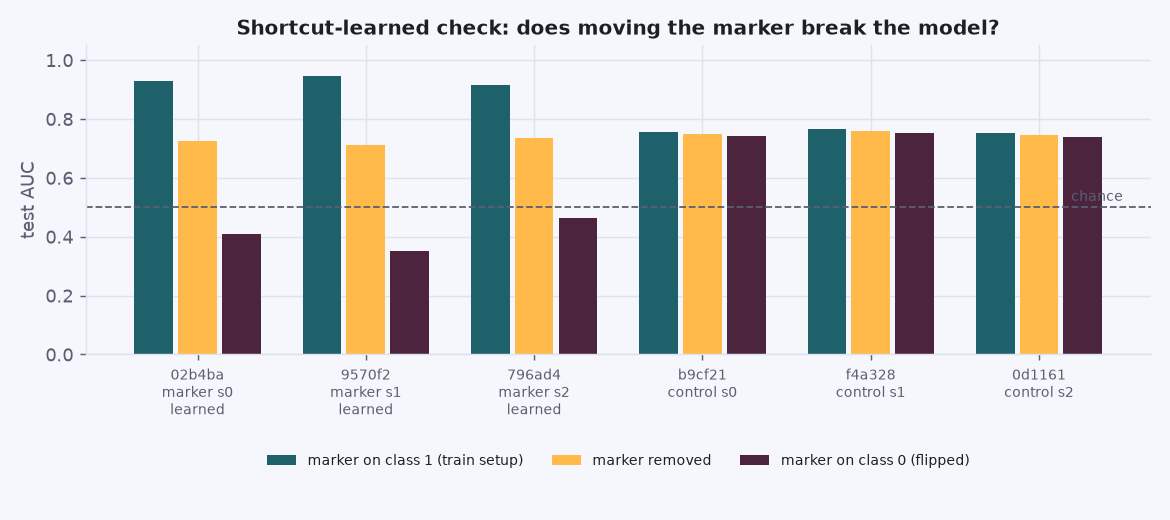 Shortcut-learned check: does moving the marker break the model?
test AUC
1.0
0.8
0.6
0.4
0.2
0.0
chance
02b4ba
marker s0
learned
9570f2
marker s1
learned
796ad4
marker s2
learned
b9cf21
control s0
f4a328
control s1
0d1161
control s2
marker on class 1 (train setup)
marker removed
marker on class 0 (flipped)